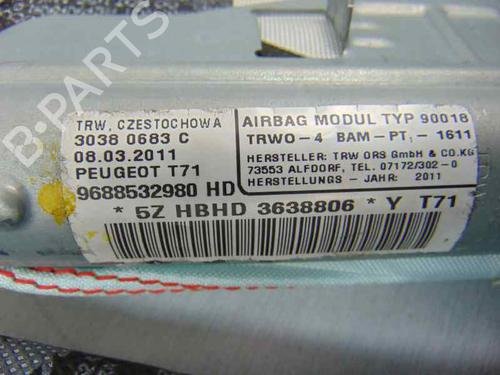 TRW, CZESTOCHOWA
3038 0683 C
08.03.2011
PEUGEOT T71
9688532980 HD
AIRBAG MODUL TYP 90018
TRWO-4 BAM-PT, - 1611
HERSTELLER: TRW ORS GmbH & CO.KG
73553 ALFDORF, TEL. 07172/302-0
HERSTELLUNGS - JAHR: 2011
* 5Z HBHD 3638806 * Y T71